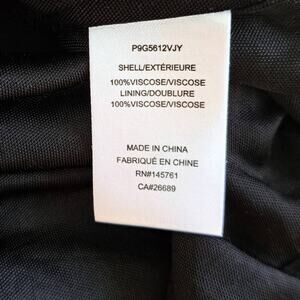 P9G5612VJY
SHELL/EXTÉRIEURE
100%VISCOSE/VISCOSE
LINING/DOUBLURE
100%VISCOSE/VISCOSE
MADE IN CHINA
FABRIQUÉ EN CHINE
RN#145761
CA#26689